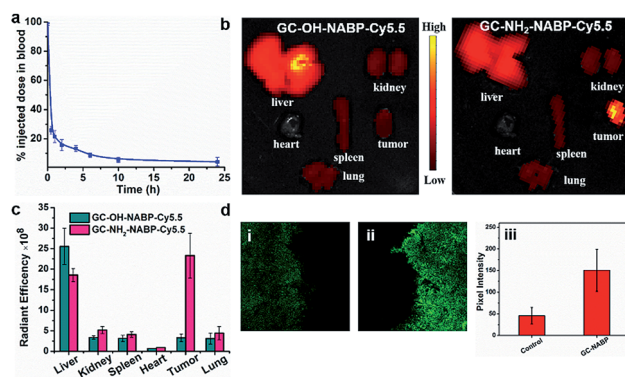 a
% injected dose in blood
100
80
60
40
20
0 5 10 15 20 25
Time (h)
b
GC-OH-NABP-Cy5.5
liver
kidney
heart
spleen
tumor
lung
High
Low
GC-NH₂-NABP-Cy5.5
liver
kidney
tumor
heart
spleen
lung
c
Radiant Efficency ×10⁸
35
30
25
20
15
10
5
0
GC-OH-NABP-Cy5.5
GC-NH₂-NABP-Cy5.5
Liver Kidney Spleen Heart Tumor Lung
d
i
ii
iii
Pixel Intensity
250
200
150
100
50
0
Control GC-NABP